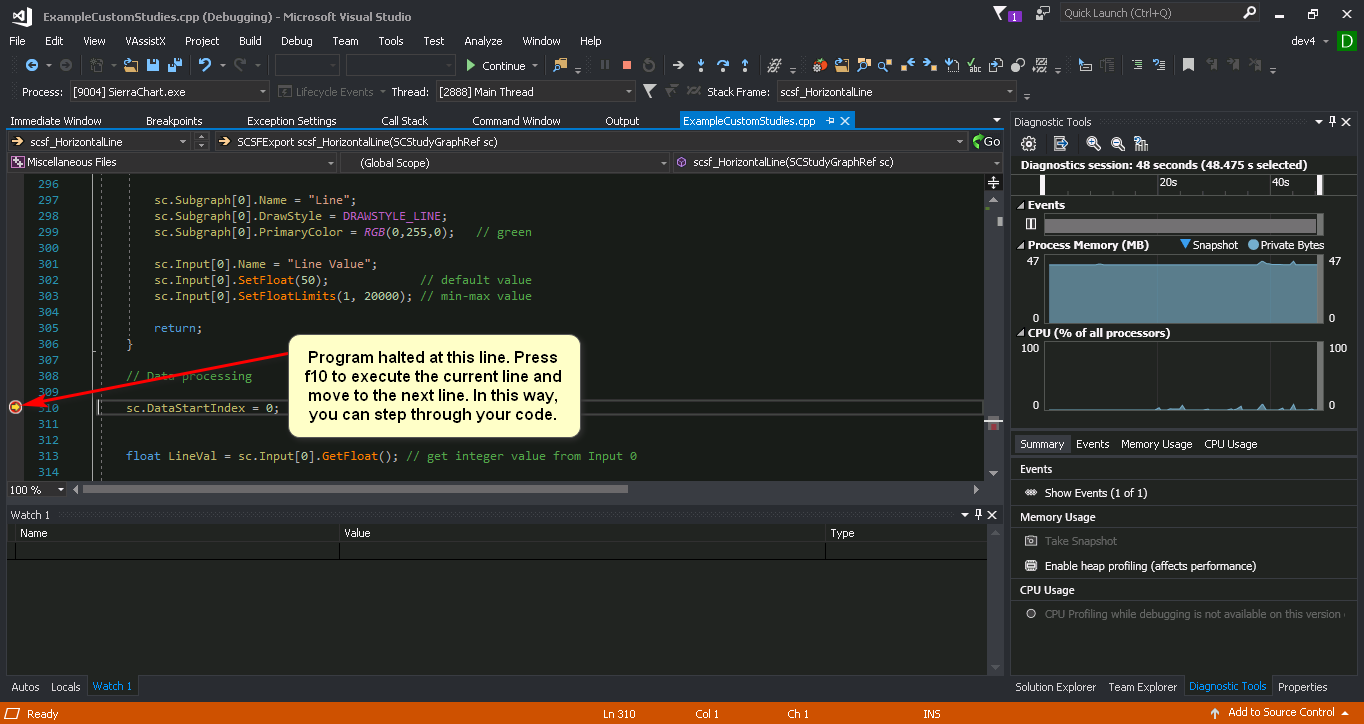 ExampleCustomStudies.cpp (Debugging) - Microsoft Visual Studio
1
Quick Launch (Ctrl+Q)
File Edit View VAssistX Project Build Debug Team Tools Test Analyze Window Help
dev4 D
Continue
Process: [9004] SierraChart.exe Lifecycle Events Thread: [2888] Main Thread Stack Frame: scsf_HorizontalLine
Immediate Window Breakpoints Exception Settings Call Stack Command Window Output ExampleCustomStudies.cpp
scsf_HorizontalLine SCSFExport scsf_HorizontalLine(SCStudyGraphRef sc) Go
Miscellaneous Files (Global Scope) scsf_HorizontalLine(SCStudyGraphRef sc)
296
297 sc.Subgraph[0].Name = "Line";
298 sc.Subgraph[0].DrawStyle = DRAWSTYLE_LINE;
299 sc.Subgraph[0].PrimaryColor = RGB(0,255,0); // green
300
301 sc.Input[0].Name = "Line Value";
302 sc.Input[0].SetFloat(50); // default value
303 sc.Input[0].SetFloatLimits(1, 20000); // min-max value
304
305 return;
306 }
307
308 // Data processing
309
310 sc.DataStartIndex = 0;
311
312
313 float LineVal = sc.Input[0].GetFloat(); // get integer value from Input 0
314
Program halted at this line. Press
f10 to execute the current line and
move to the next line. In this way,
you can step through your code.
100 %
Watch 1
Name Value Type
Autos Locals Watch 1
Diagnostic Tools
Diagnostics session: 48 seconds (48.475 s selected)
20s 40s
Events
Process Memory (MB) Snapshot Private Bytes
47 47
0 0
CPU (% of all processors)
100 100
0 0
Summary Events Memory Usage CPU Usage
Events
Show Events (1 of 1)
Memory Usage
Take Snapshot
Enable heap profiling (affects performance)
CPU Usage
CPU Profiling while debugging is not available on this version
Solution Explorer Team Explorer Diagnostic Tools Properties
Ready Ln 310 Col 1 Ch 1 INS Add to Source Control